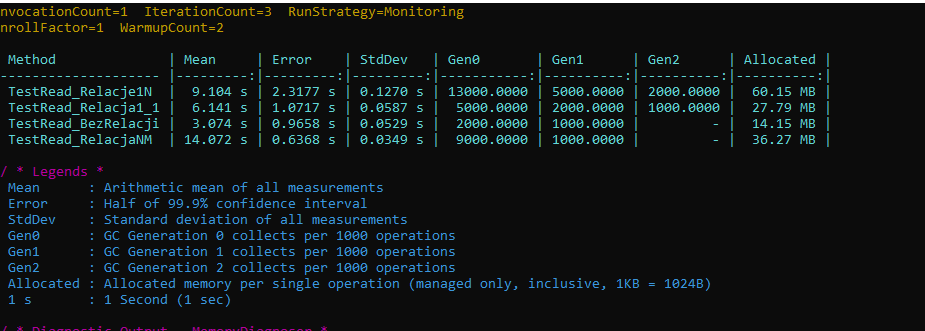 nvocationCount=1 IterationCount=3 RunStrategy=Monitoring
nrollFactor=1 WarmupCount=2
Method | Mean | Error | StdDev | Gen0 | Gen1 | Gen2 | Allocated |
-------------------- |---------:|---------:|---------:|-----------:|----------:|----------:|----------:|
TestRead_Relacje1N | 9.104 s | 2.3177 s | 0.1270 s | 13000.0000 | 5000.0000 | 2000.0000 | 60.15 MB |
TestRead_Relacja1_1 | 6.141 s | 1.0717 s | 0.0587 s | 5000.0000 | 2000.0000 | 1000.0000 | 27.79 MB |
TestRead_BezRelacji | 3.074 s | 0.9658 s | 0.0529 s | 2000.0000 | 1000.0000 | - | 14.15 MB |
TestRead_RelacjaNM | 14.072 s | 0.6368 s | 0.0349 s | 9000.0000 | 1000.0000 | - | 36.27 MB |
/ * Legends *
Mean : Arithmetic mean of all measurements
Error : Half of 99.9% confidence interval
StdDev : Standard deviation of all measurements
Gen0 : GC Generation 0 collects per 1000 operations
Gen1 : GC Generation 1 collects per 1000 operations
Gen2 : GC Generation 2 collects per 1000 operations
Allocated : Allocated memory per single operation (managed only, inclusive, 1KB = 1024B)
1 s : 1 Second (1 sec)
/ * Diagnostic Output - MemoryDiagnoser *